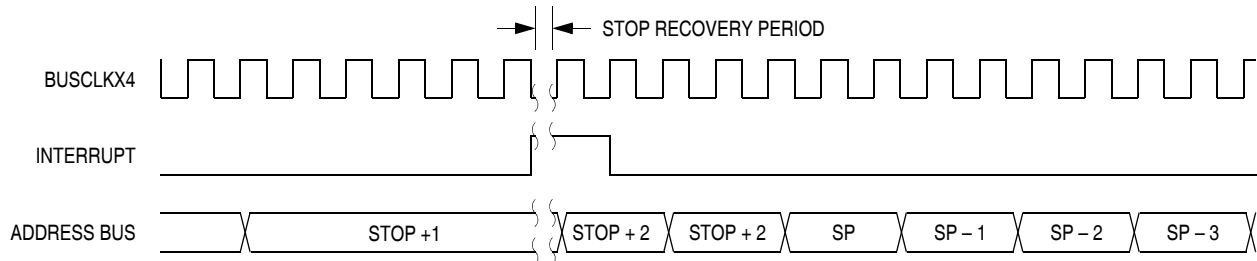 STOP RECOVERY PERIOD
BUSCLKX4
INTERRUPT
ADDRESS BUS STOP +1 STOP + 2 STOP + 2 SP SP – 1 SP – 2 SP – 3